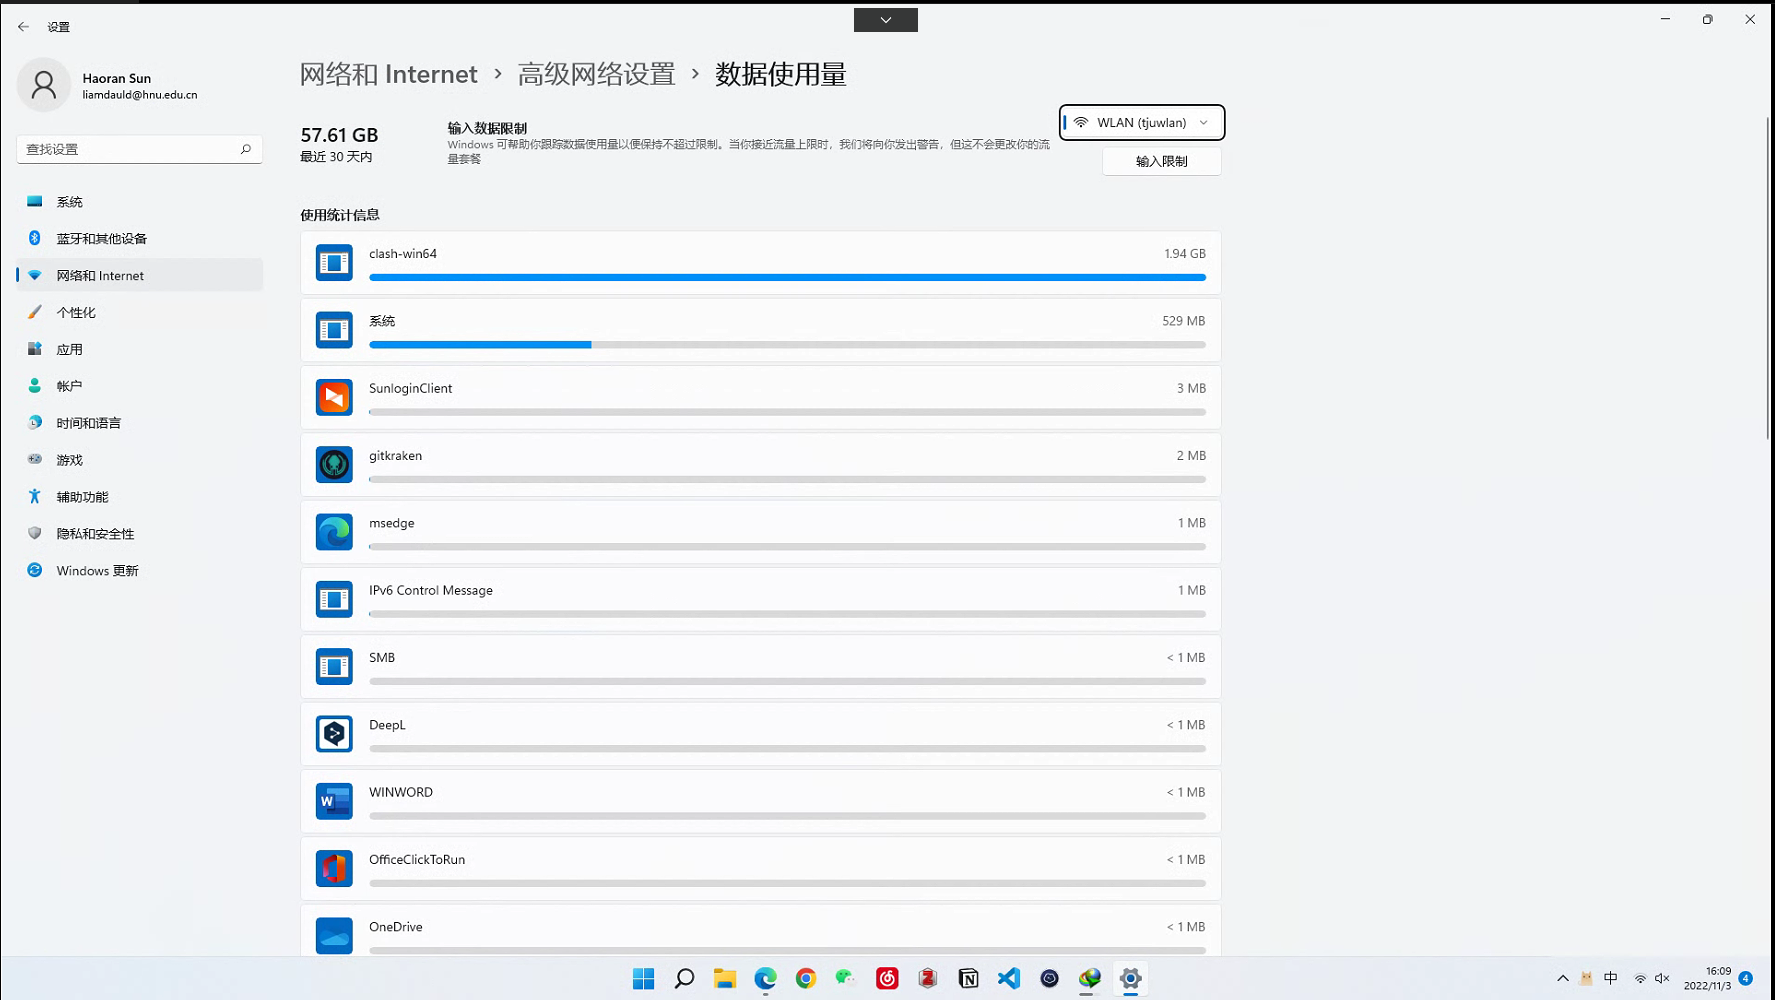 设置
Haoran Sun
liamdauld@hnu.edu.cn
查找设置
系统
蓝牙和其他设备
网络和 Internet
个性化
应用
帐户
时间和语言
游戏
辅助功能
隐私和安全性
Windows 更新
网络和 Internet › 高级网络设置 › 数据使用量
57.61 GB
最近 30 天内
输入数据限制
Windows 可帮助你跟踪数据使用量以便保持不超过限制。当你接近流量上限时，我们将向你发出警告，但这不会更改你的流
量套餐
WLAN (tjuwlan)
输入限制
使用统计信息
clash-win64 1.94 GB
系统 529 MB
SunloginClient 3 MB
gitkraken 2 MB
msedge 1 MB
IPv6 Control Message 1 MB
SMB < 1 MB
DeepL < 1 MB
WINWORD < 1 MB
OfficeClickToRun < 1 MB
OneDrive < 1 MB
中
16:09
2022/11/3
4